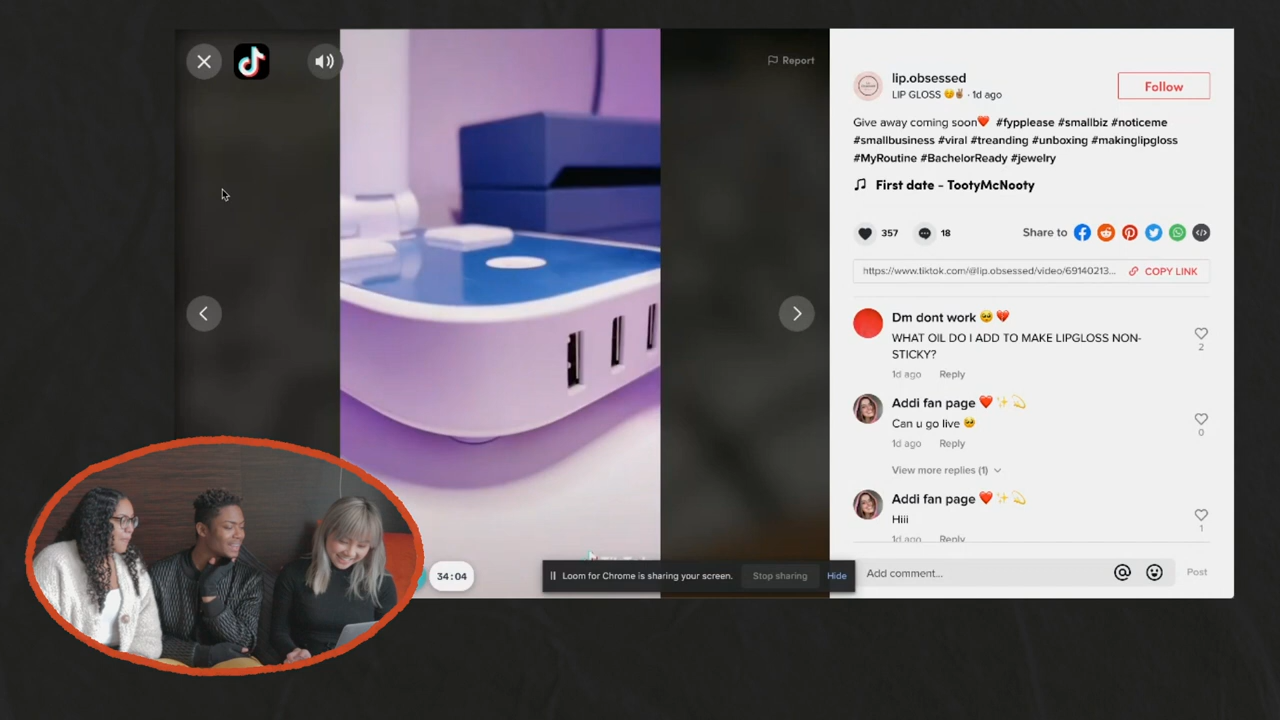 Report
lip.obsessed
LIP GLOSS 😏✌🏽 · 1d ago
Follow
Give away coming soon❤️ #fypplease #smallbiz #noticeme
#smallbusiness #viral #treanding #unboxing #makinglipgloss
#MyRoutine #BachelorReady #jewelry
First date - TootyMcNooty
357
18
Share to
https://www.tiktok.com/@lip.obsessed/video/69140213...
COPY LINK
Dm dont work 🥺 💔
WHAT OIL DO I ADD TO MAKE LIPGLOSS NON-
STICKY?
2
1d ago Reply
Addi fan page ❤️ ✨ 💫
Can u go live 🥺
0
1d ago Reply
View more replies (1)
Addi fan page ❤️ ✨ 💫
Hiii
1
1d ago Reply
34:04
Loom for Chrome is sharing your screen.
Stop sharing
Hide
Add comment...
Post